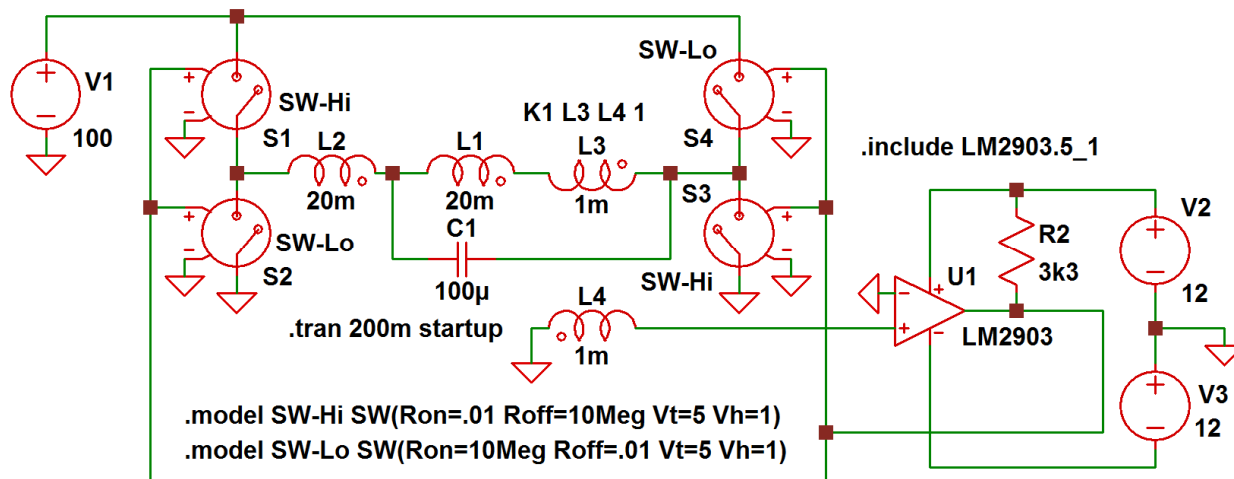 V1
100
SW-Hi
S1
SW-Lo
S2
L2
20m
L1
20m
C1
100µ
K1 L3 L4 1
L3
1m
SW-Lo
S4
S3
SW-Hi
L4
1m
.tran 200m startup
.model SW-Hi SW(Ron=.01 Roff=10Meg Vt=5 Vh=1)
.model SW-Lo SW(Ron=10Meg Roff=.01 Vt=5 Vh=1)
.include LM2903.5_1
U1
LM2903
R2
3k3
V2
12
V3
12